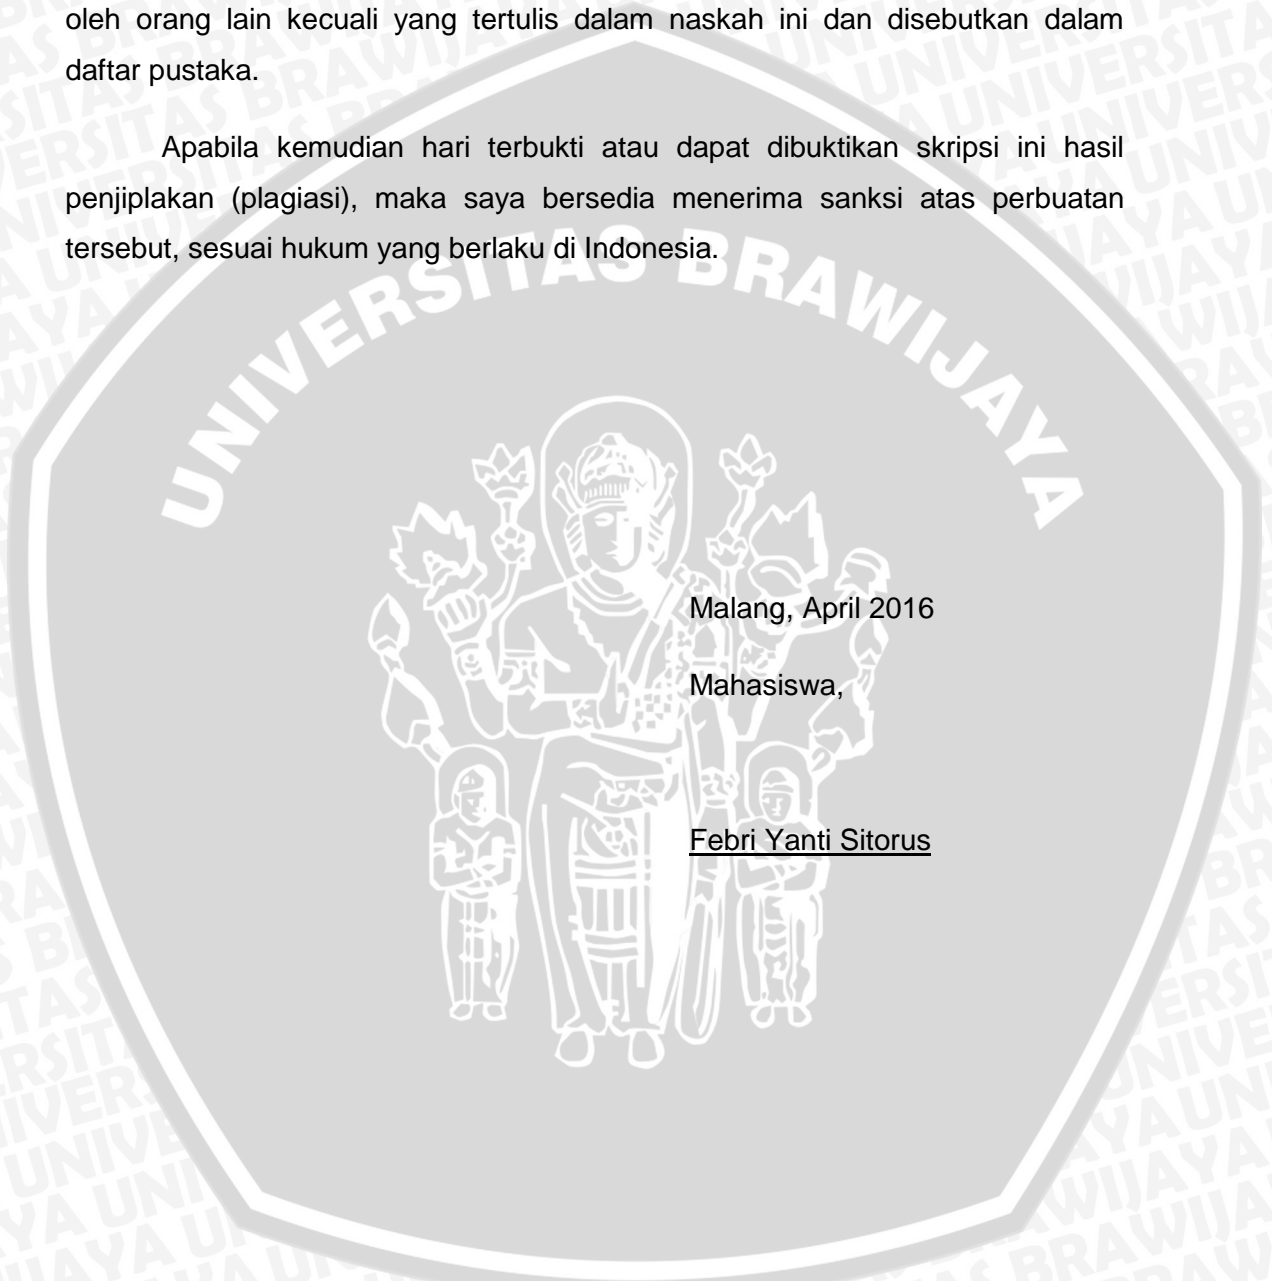 oleh orang lain kecuali yang tertulis dalam naskah ini dan disebutkan dalam
daftar pustaka.
Apabila kemudian hari terbukti atau dapat dibuktikan skripsi ini hasil
penjiplakan (plagiasi), maka saya bersedia menerima sanksi atas perbuatan
tersebut, sesuai hukum yang berlaku di Indonesia.
UNIVERSITAS BRAWIJAYA
Malang, April 2016
Mahasiswa,
Febri Yanti Sitorus